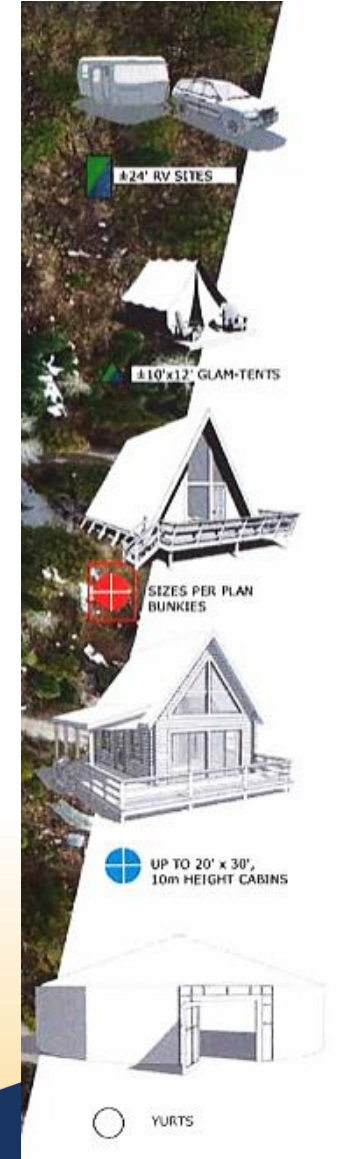 ±24' RV SITES
±10'x12' GLAM-TENTS
SIZES PER PLAN
BUNKIES
UP TO 20' x 30',
10m HEIGHT CABINS
YURTS